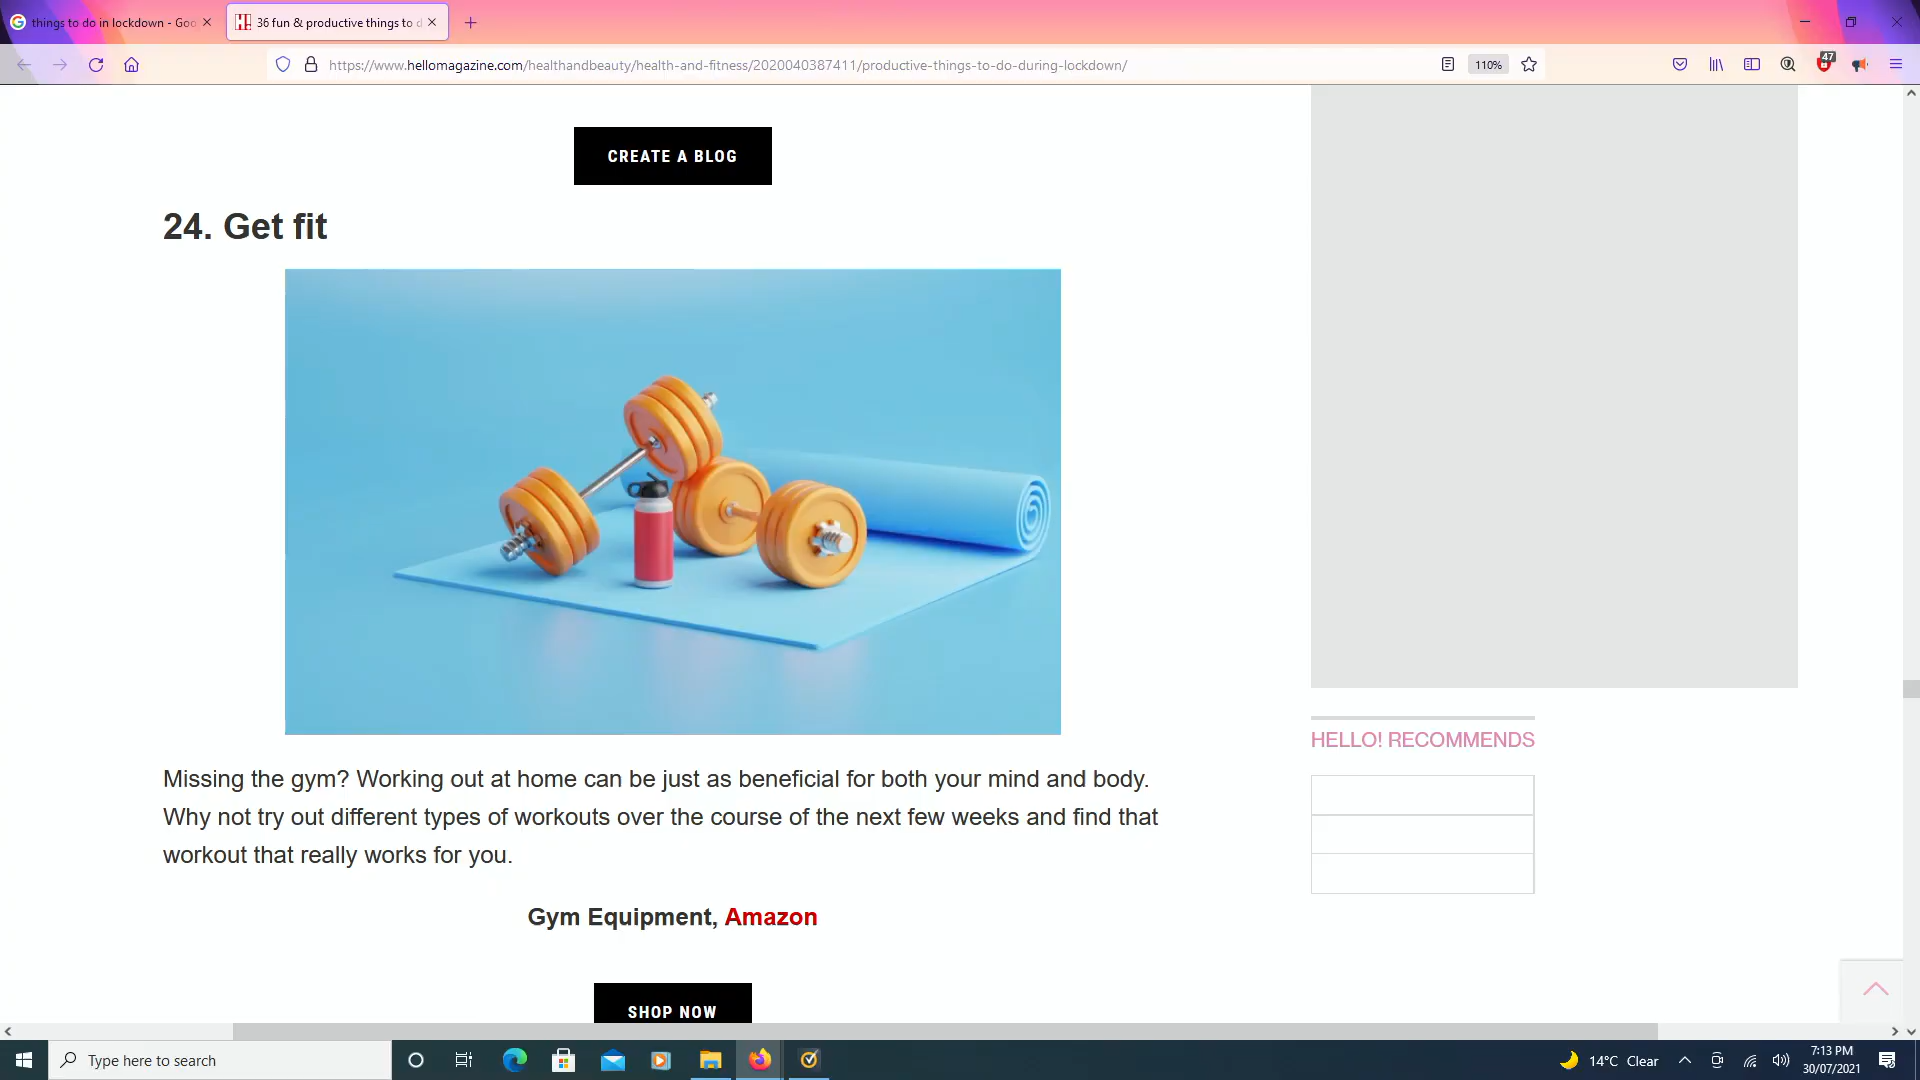 things to do in lockdown - Goo
36 fun & productive things to d
https://www.hellomagazine.com/healthandbeauty/health-and-fitness/2020040387411/productive-things-to-do-during-lockdown/
110%
47
CREATE A BLOG
24. Get fit
Missing the gym? Working out at home can be just as beneficial for both your mind and body.
Why not try out different types of workouts over the course of the next few weeks and find that
workout that really works for you.
Gym Equipment, Amazon
SHOP NOW
HELLO! RECOMMENDS
Type here to search
14°C Clear
7:13 PM
30/07/2021